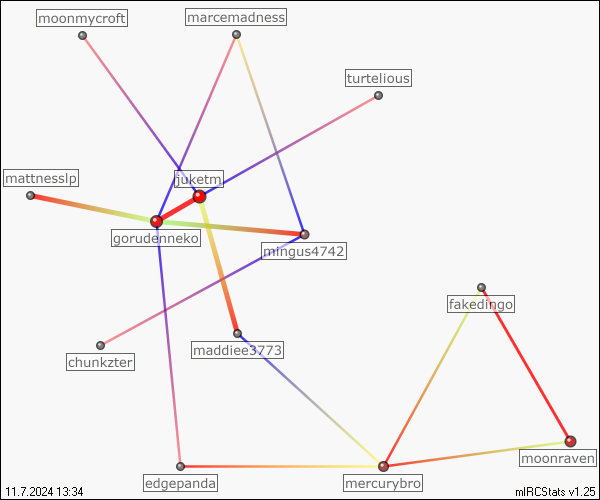 moonmycroft
marcemadness
turtelious
mattnesslp
juketm
gorudenneko
mingus4742
fakedingo
maddiee3773
chunkzter
moonraven
edgepanda
mercurybro
11.7.2024 13:34
mIRCStats v1.25